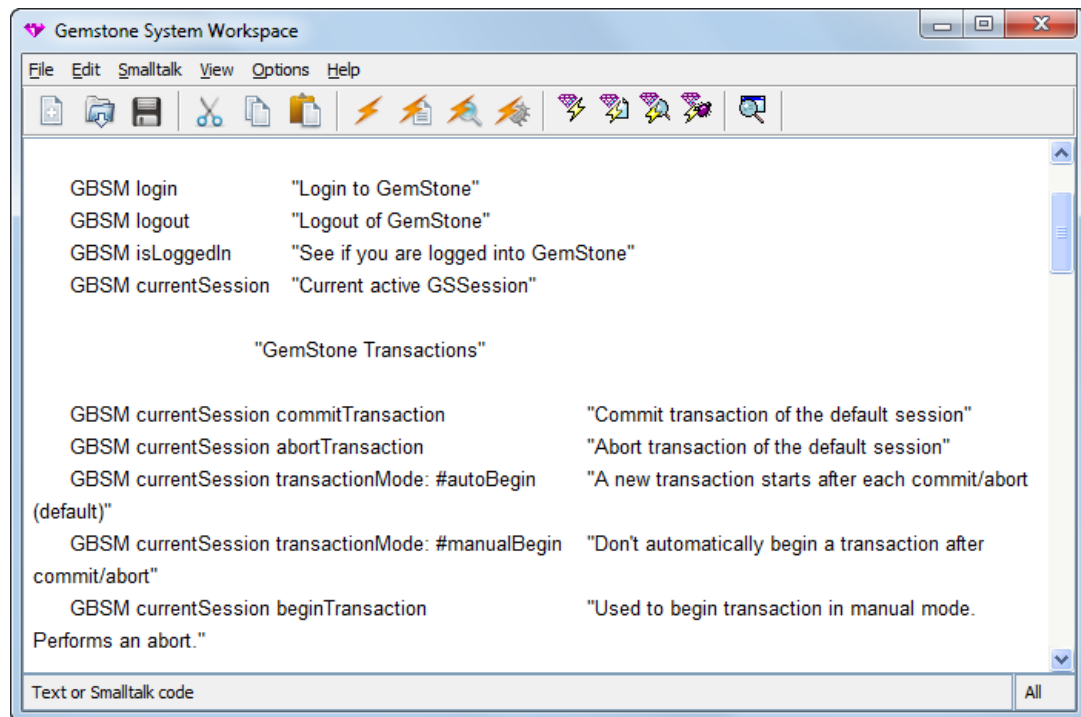 Gemstone System Workspace
File Edit Smalltalk View Options Help
GBSM login "Login to GemStone"
GBSM logout "Logout of GemStone"
GBSM isLoggedIn "See if you are logged into GemStone"
GBSM currentSession "Current active GSSession"
"GemStone Transactions"
GBSM currentSession commitTransaction "Commit transaction of the default session"
GBSM currentSession abortTransaction "Abort transaction of the default session"
GBSM currentSession transactionMode: #autoBegin "A new transaction starts after each commit/abort
(default)"
GBSM currentSession transactionMode: #manualBegin "Don't automatically begin a transaction after
commit/abort"
GBSM currentSession beginTransaction "Used to begin transaction in manual mode.
Performs an abort."
Text or Smalltalk code All